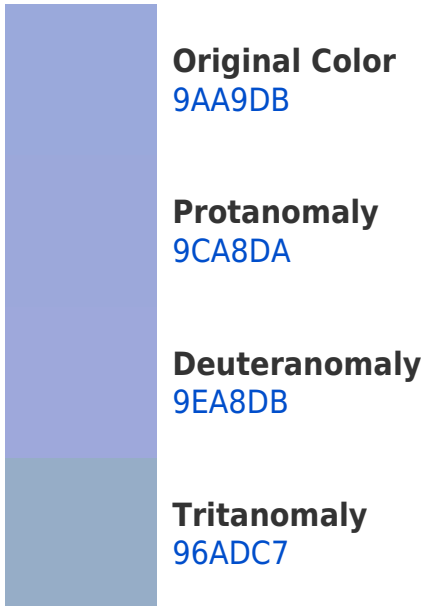 Original Color
9AA9DB
Protanomaly
9CA8DA
Deuteranomaly
9EA8DB
Tritanomaly
96ADC7